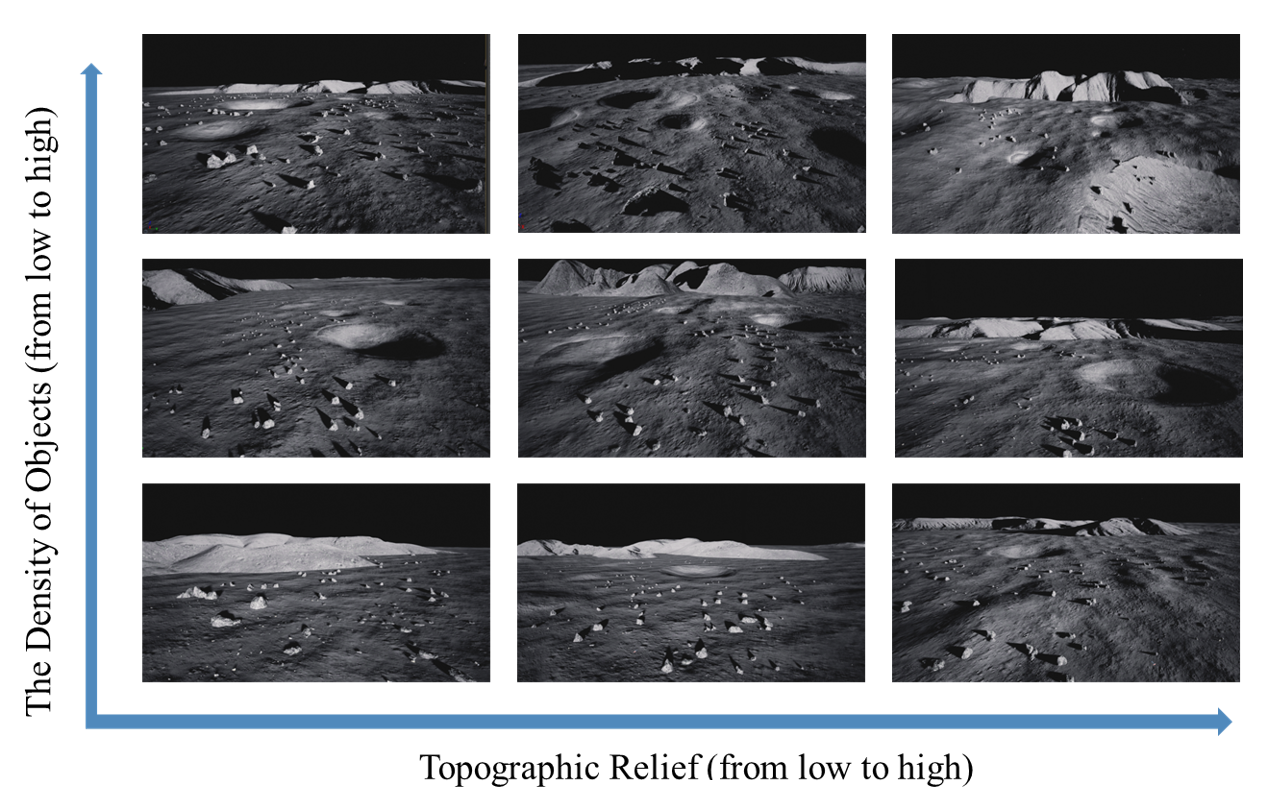 The Density of Objects (from low to high)
Topographic Relief (from low to high)